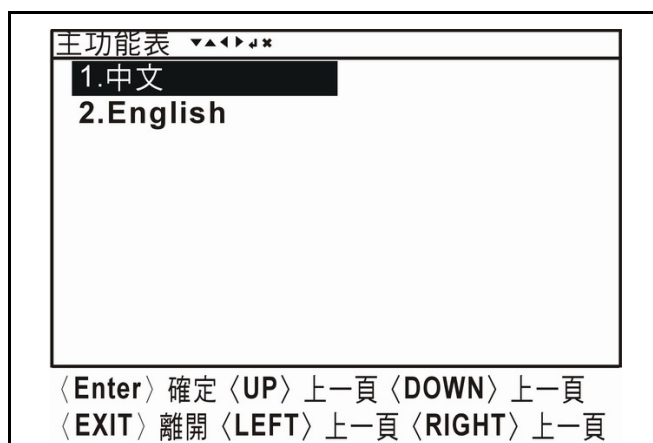 主功能表 ▼▲◀▶↲✖
1.中文
2.English
〈Enter〉確定〈UP〉上一頁〈DOWN〉上一頁
〈EXIT〉離開〈LEFT〉上一頁〈RIGHT〉上一頁